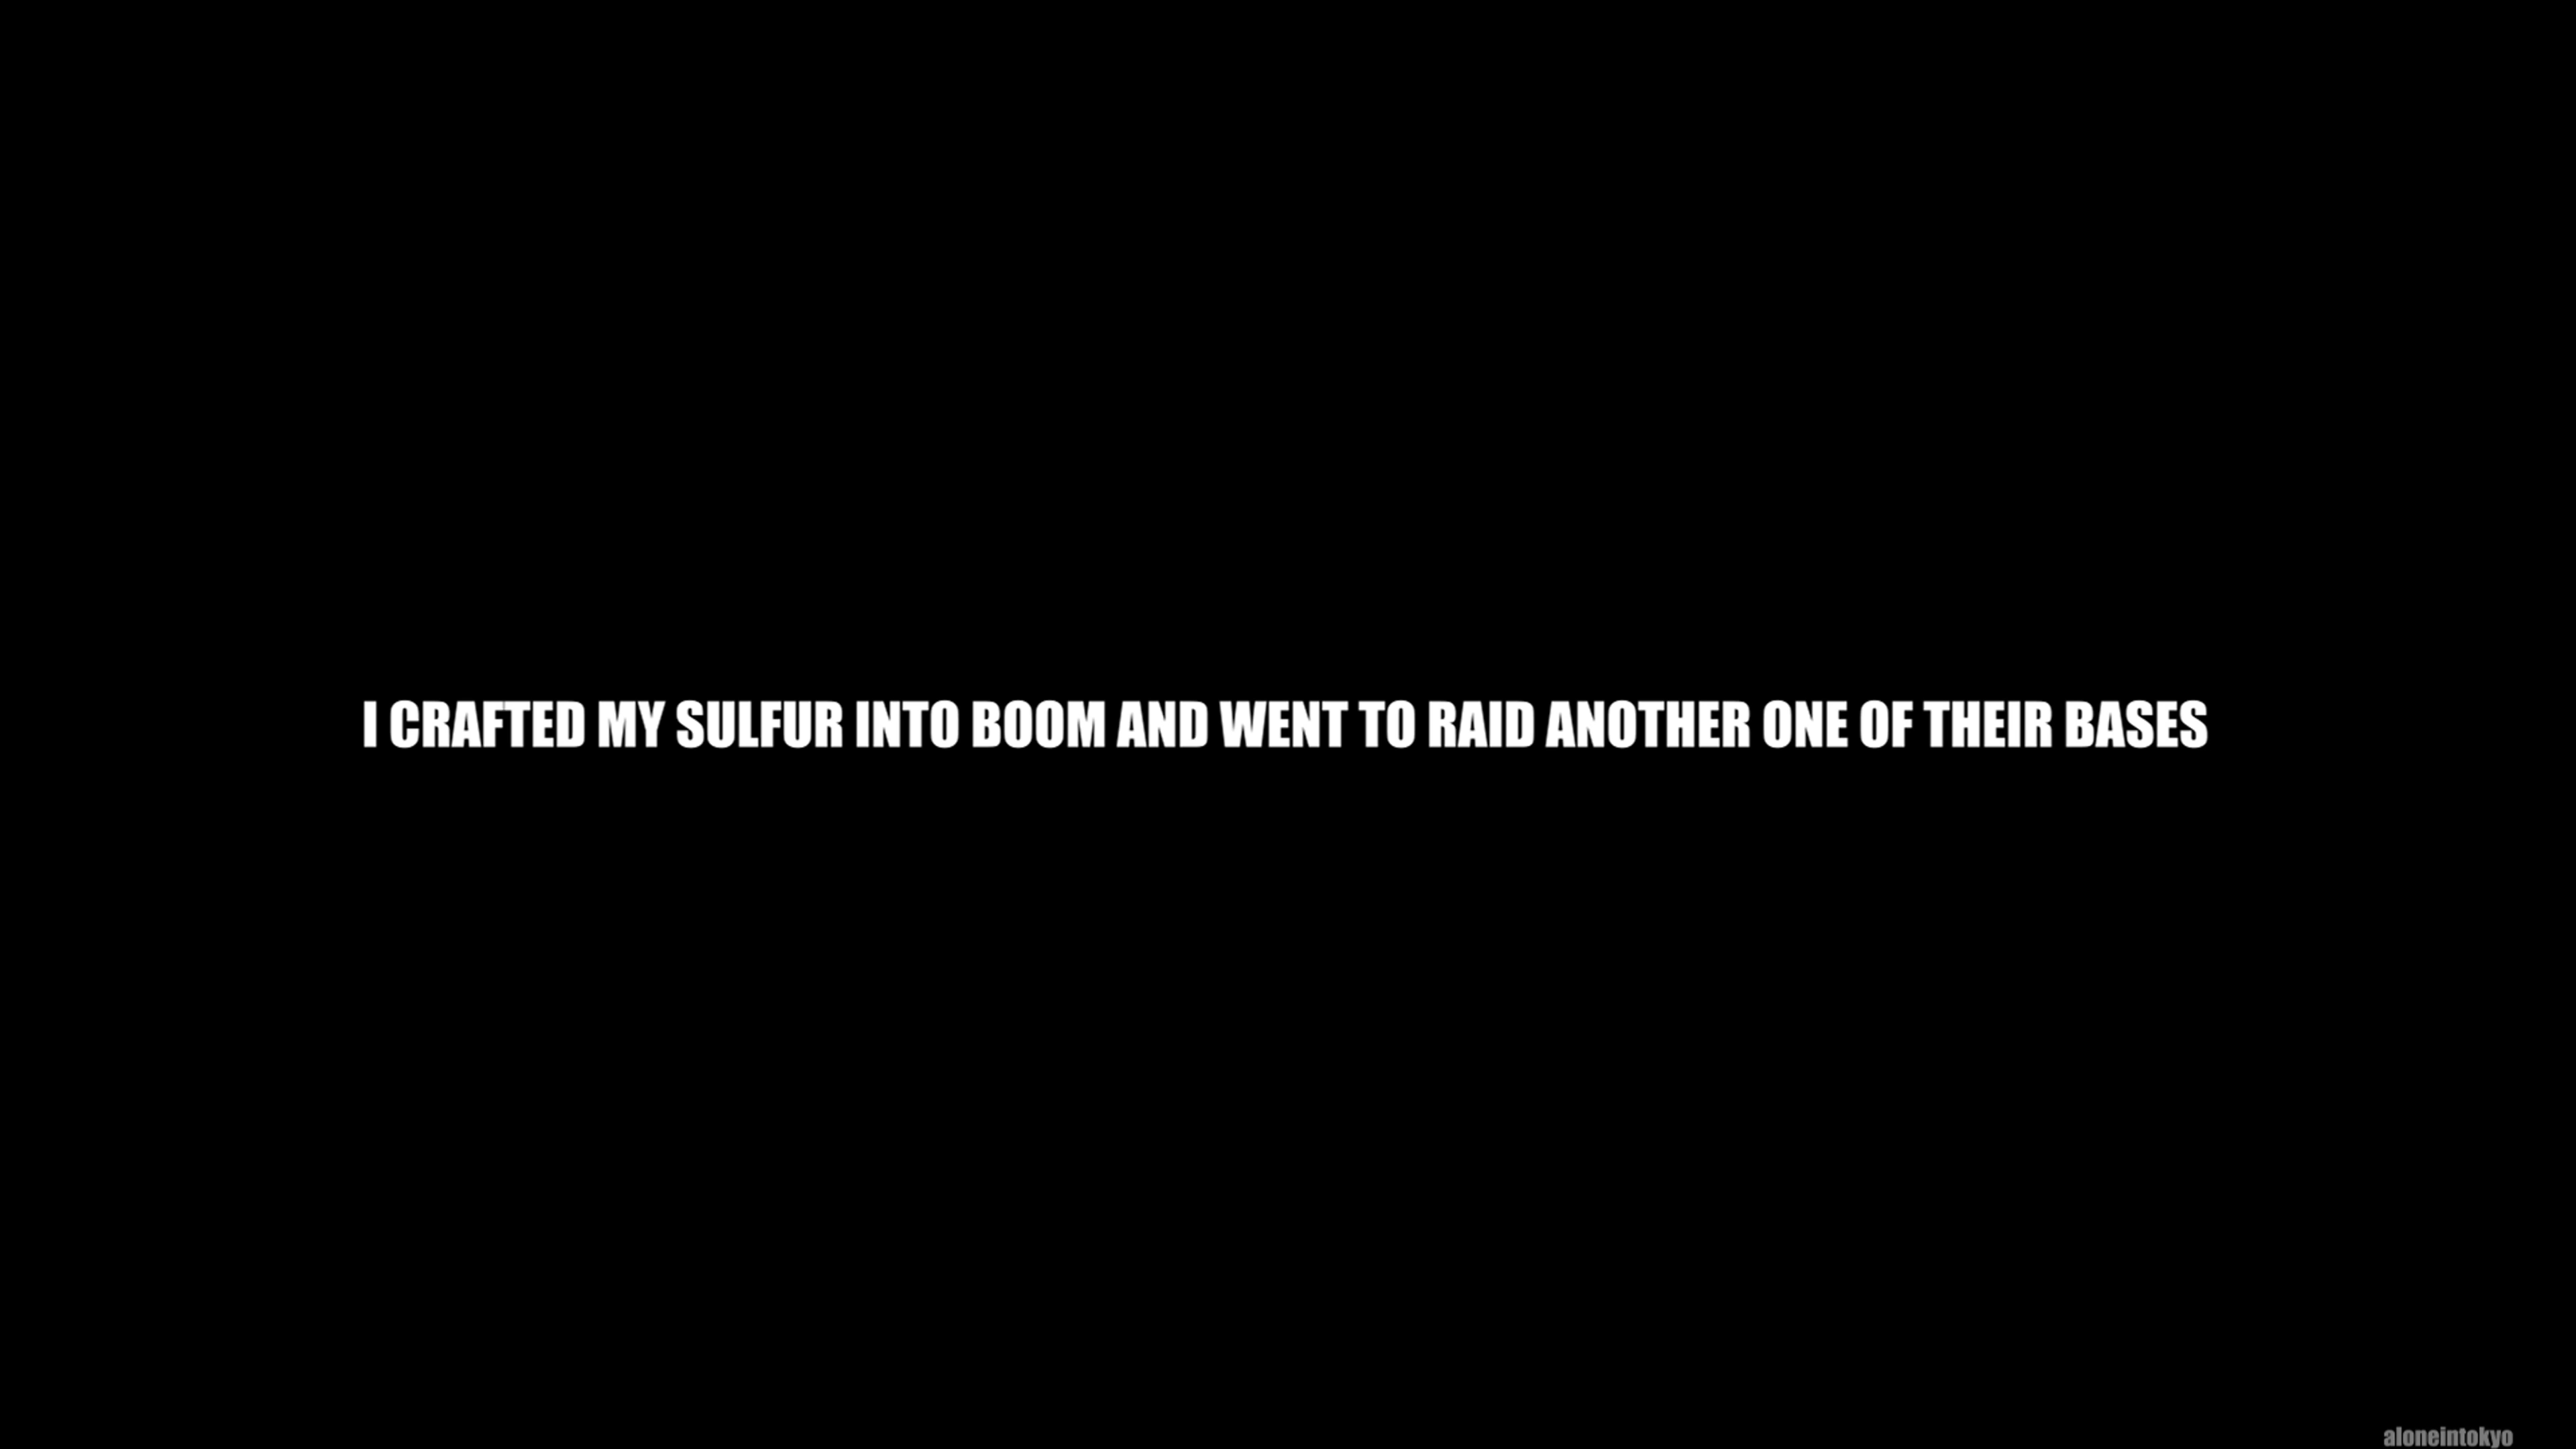 I CRAFTED MY SULFUR INTO BOOM AND WENT TO RAID ANOTHER ONE OF THEIR BASES
aloneintokyo